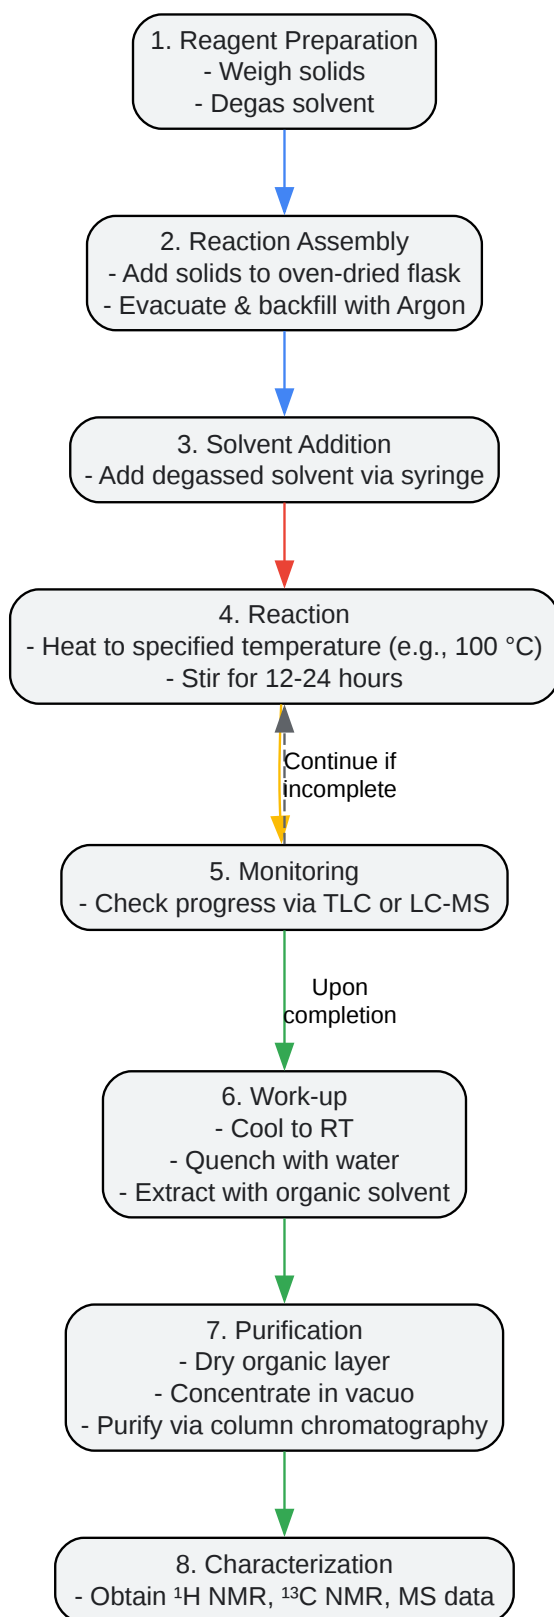 1. Reagent Preparation
- Weigh solids
- Degas solvent
2. Reaction Assembly
- Add solids to oven-dried flask
- Evacuate & backfill with Argon
3. Solvent Addition
- Add degassed solvent via syringe
4. Reaction
- Heat to specified temperature (e.g., 100 °C)
- Stir for 12-24 hours
Continue if
incomplete
5. Monitoring
- Check progress via TLC or LC-MS
Upon
completion
6. Work-up
- Cool to RT
- Quench with water
- Extract with organic solvent
7. Purification
- Dry organic layer
- Concentrate in vacuo
- Purify via column chromatography
8. Characterization
- Obtain ¹H NMR, ¹³C NMR, MS data